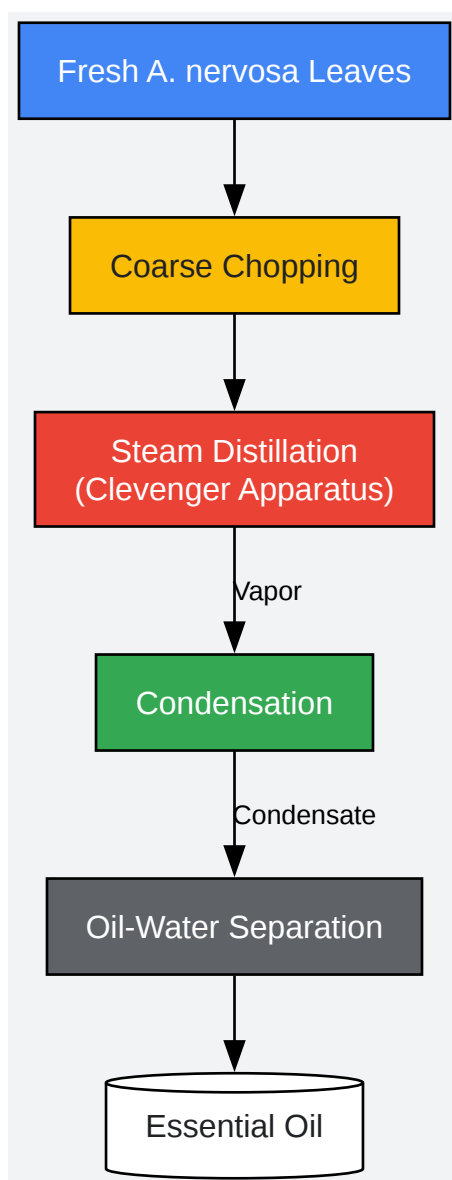 Fresh A. nervosa Leaves
Coarse Chopping
Steam Distillation
(Clevenger Apparatus)
Vapor
Condensation
Condensate
Oil-Water Separation
Essential Oil